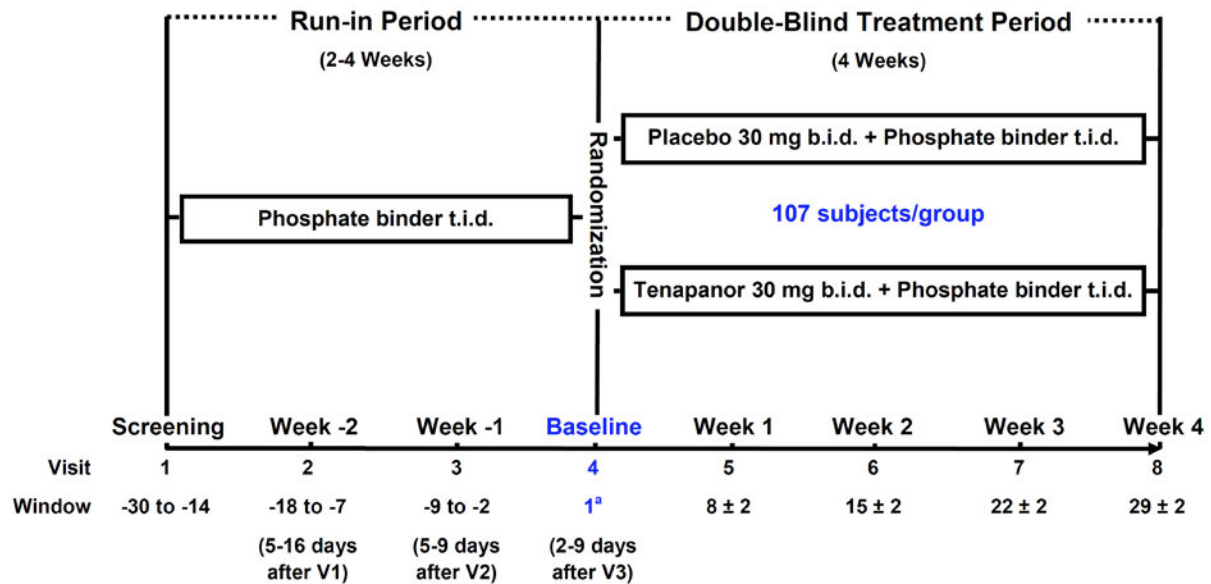 Run-in Period
Double-Blind Treatment Period
(2-4 Weeks)
(4 Weeks)
Randomization
Placebo 30 mg b.i.d. + Phosphate binder t.i.d.
Phosphate binder t.i.d.
107 subjects/group
Tenapanor 30 mg b.i.d. + Phosphate binder t.i.d.
Screening Week -2 Week -1 Baseline Week 1 Week 2 Week 3 Week 4
Visit 1 2 3 4 5 6 7 8
Window -30 to -14 -18 to -7 -9 to -2 1ª 8 ± 2 15 ± 2 22 ± 2 29 ± 2
(5-16 days (5-9 days (2-9 days
after V1) after V2) after V3)